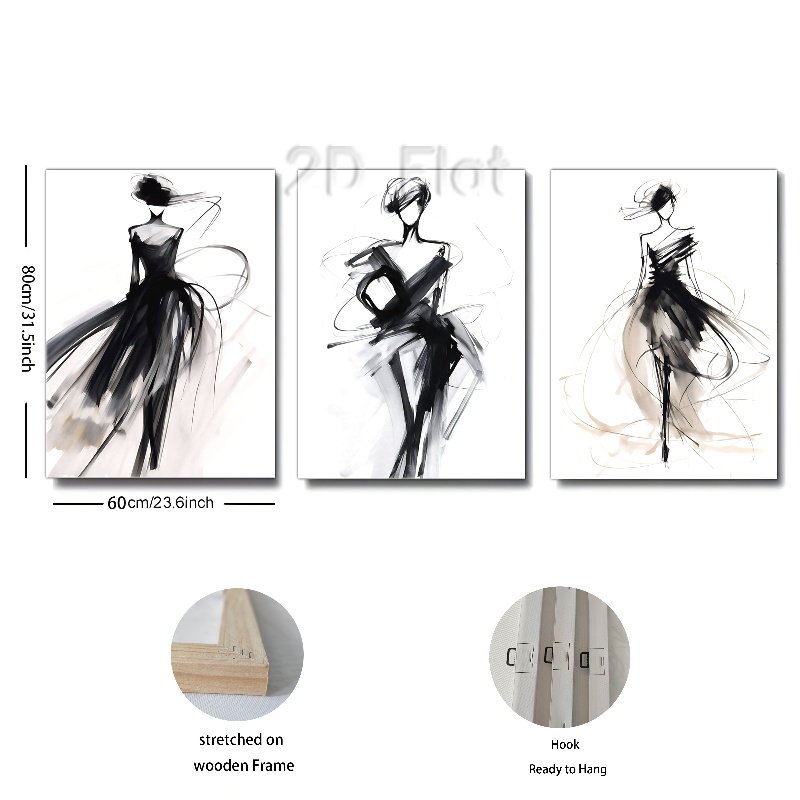 2D Flat
80cm/31.5inch
60cm/23.6inch
stretched on
wooden Frame
Hook
Ready to Hang